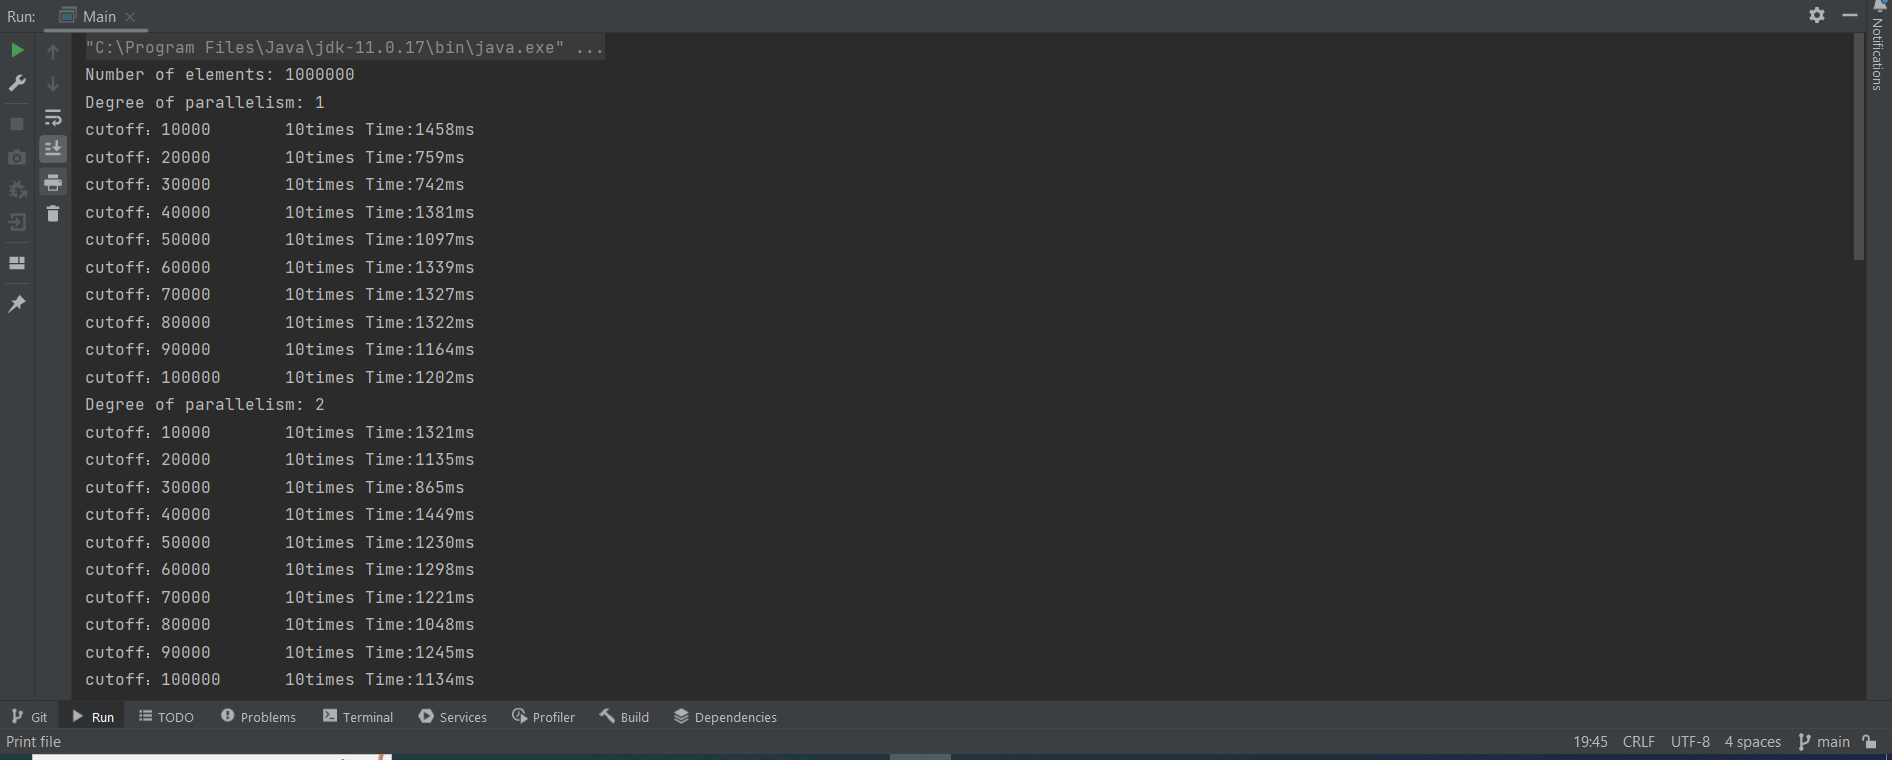 Run: Main
Notifications
"C:\Program Files\Java\jdk-11.0.17\bin\java.exe" ...
Number of elements: 1000000
Degree of parallelism: 1
cutoff：10000 10times Time:1458ms
cutoff：20000 10times Time:759ms
cutoff：30000 10times Time:742ms
cutoff：40000 10times Time:1381ms
cutoff：50000 10times Time:1097ms
cutoff：60000 10times Time:1339ms
cutoff：70000 10times Time:1327ms
cutoff：80000 10times Time:1322ms
cutoff：90000 10times Time:1164ms
cutoff：100000 10times Time:1202ms
Degree of parallelism: 2
cutoff：10000 10times Time:1321ms
cutoff：20000 10times Time:1135ms
cutoff：30000 10times Time:865ms
cutoff：40000 10times Time:1449ms
cutoff：50000 10times Time:1230ms
cutoff：60000 10times Time:1298ms
cutoff：70000 10times Time:1221ms
cutoff：80000 10times Time:1048ms
cutoff：90000 10times Time:1245ms
cutoff：100000 10times Time:1134ms
Git Run TODO Problems Terminal Services Profiler Build Dependencies
Print file 19:45 CRLF UTF-8 4 spaces main